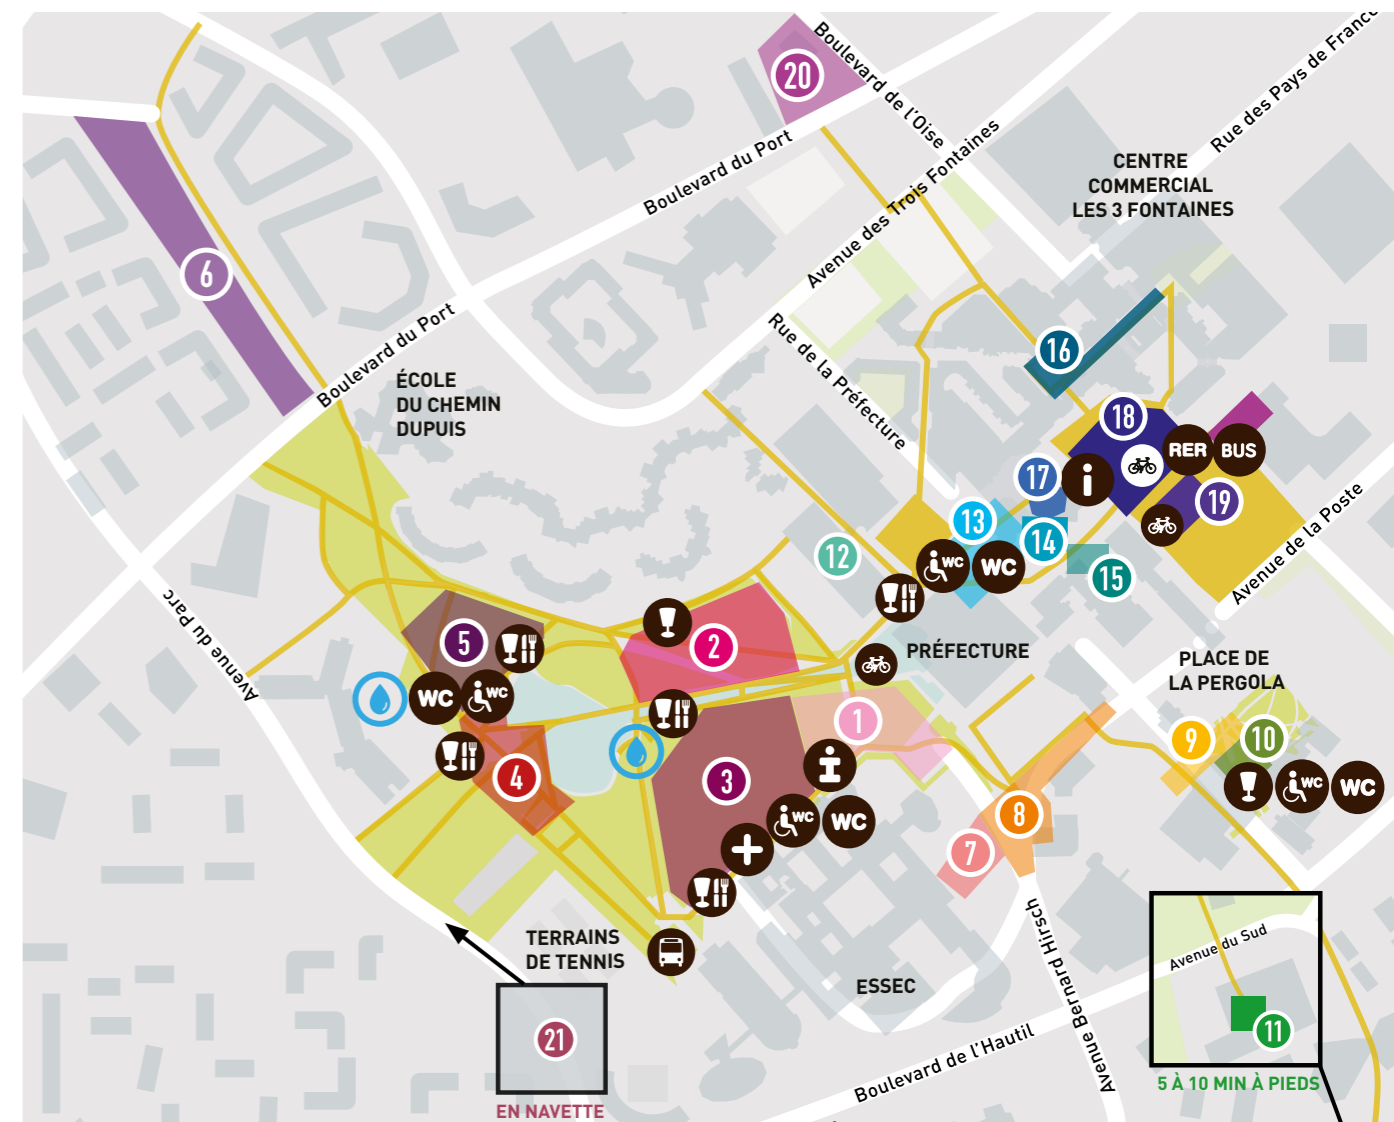 20
Boulevard de l'Oise
Rue des Pays de France
Boulevard du Port
Avenue des Trois Fontaines
CENTRE
COMMERCIAL
LES 3 FONTAINES
6
Boulevard du Port
Rue de la Préfecture
16
ÉCOLE
DU CHEMIN
DUPUIS
18
RER
BUS
17
i
19
13
14
12
WC
WC
15
Avenue de la Poste
Avenue du Parc
5
2
PRÉFECTURE
PLACE DE
LA PERGOLA
WC
WC
1
9
10
4
3
i
WC
WC
WC
WC
8
7
TERRAINS
DE TENNIS
ESSEC
Avenue Bernard Hirsch
Avenue du Sud
21
11
Boulevard de l'Hautil
5 À 10 MIN À PIEDS
EN NAVETTE